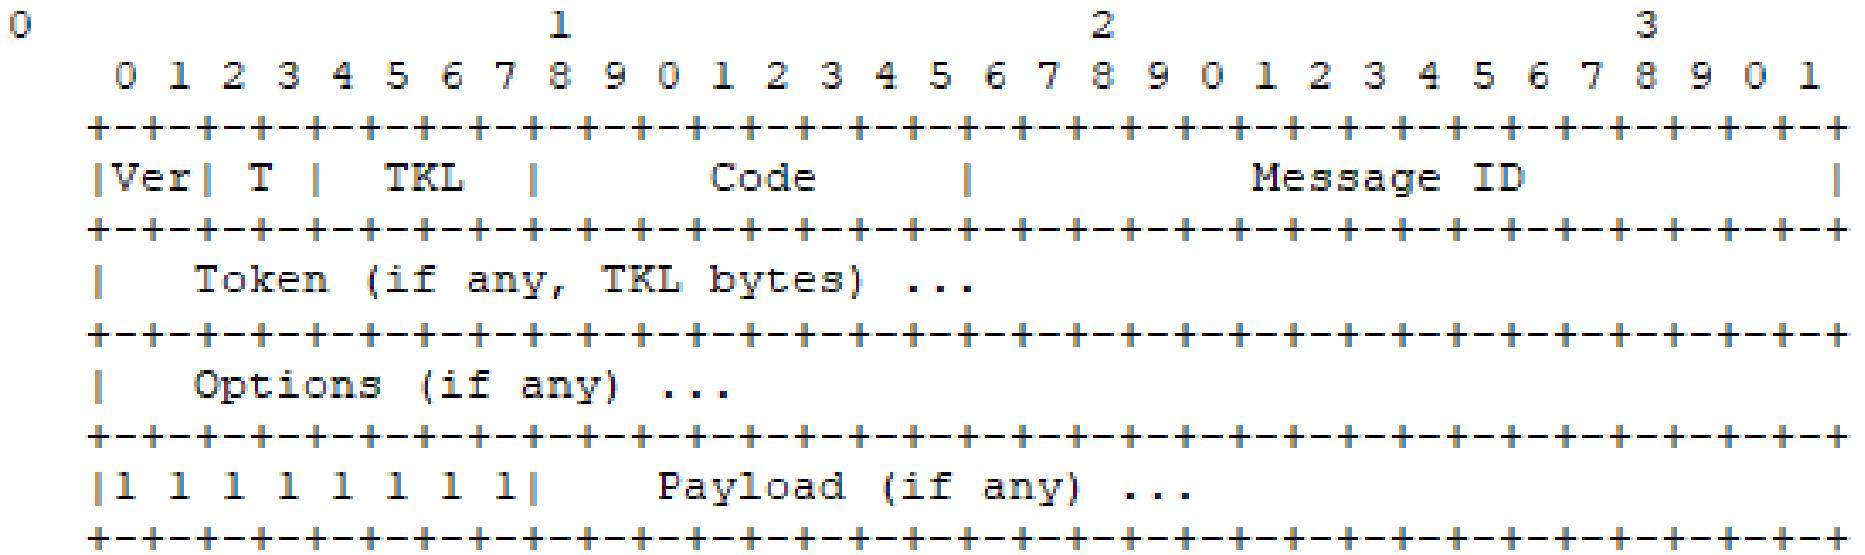 0                   1                   2                   3
    0 1 2 3 4 5 6 7 8 9 0 1 2 3 4 5 6 7 8 9 0 1 2 3 4 5 6 7 8 9 0 1
   +-+-+-+-+-+-+-+-+-+-+-+-+-+-+-+-+-+-+-+-+-+-+-+-+-+-+-+-+-+-+-+-+
   |Ver| T |  TKL  |      Code     |          Message ID           |
   +-+-+-+-+-+-+-+-+-+-+-+-+-+-+-+-+-+-+-+-+-+-+-+-+-+-+-+-+-+-+-+-+
   |   Token (if any, TKL bytes) ...
   +-+-+-+-+-+-+-+-+-+-+-+-+-+-+-+-+-+-+-+-+-+-+-+-+-+-+-+-+-+-+-+-+
   |   Options (if any) ...
   +-+-+-+-+-+-+-+-+-+-+-+-+-+-+-+-+-+-+-+-+-+-+-+-+-+-+-+-+-+-+-+-+
   |1 1 1 1 1 1 1 1|    Payload (if any) ...
   +-+-+-+-+-+-+-+-+-+-+-+-+-+-+-+-+-+-+-+-+-+-+-+-+-+-+-+-+-+-+-+-+